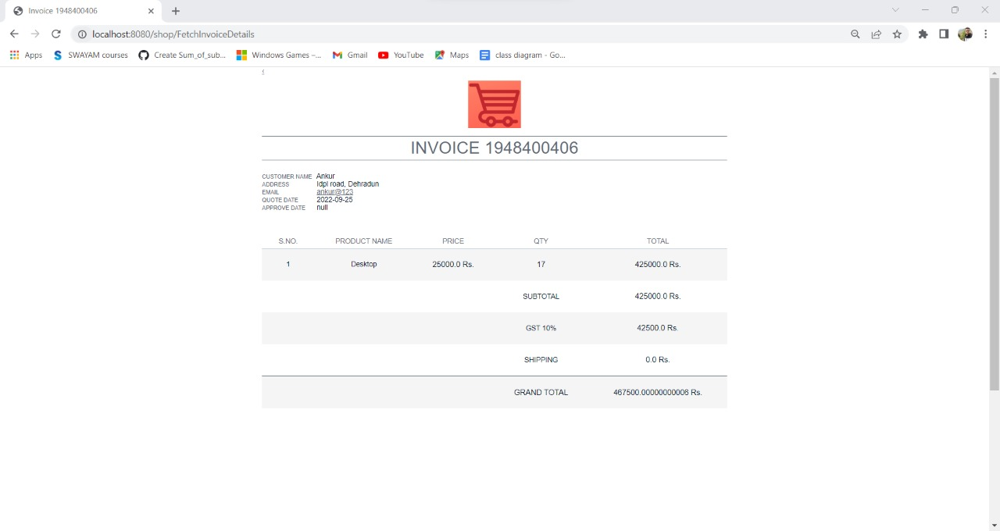 Invoice 1948400406
localhost:8080/shop/FetchInvoiceDetails
Apps SWAYAM courses Create Sum_of_sub... Windows Games –... Gmail YouTube Maps class diagram - Go...
INVOICE 1948400406
CUSTOMER NAME Ankur
ADDRESS Idpl road, Dehradun
EMAIL ankur@123
QUOTE DATE 2022-09-25
APPROVE DATE null
S.NO. PRODUCT NAME PRICE QTY TOTAL
1 Desktop 25000.0 Rs. 17 425000.0 Rs.
SUBTOTAL 425000.0 Rs.
GST 10% 42500.0 Rs.
SHIPPING 0.0 Rs.
GRAND TOTAL 467500.00000000006 Rs.